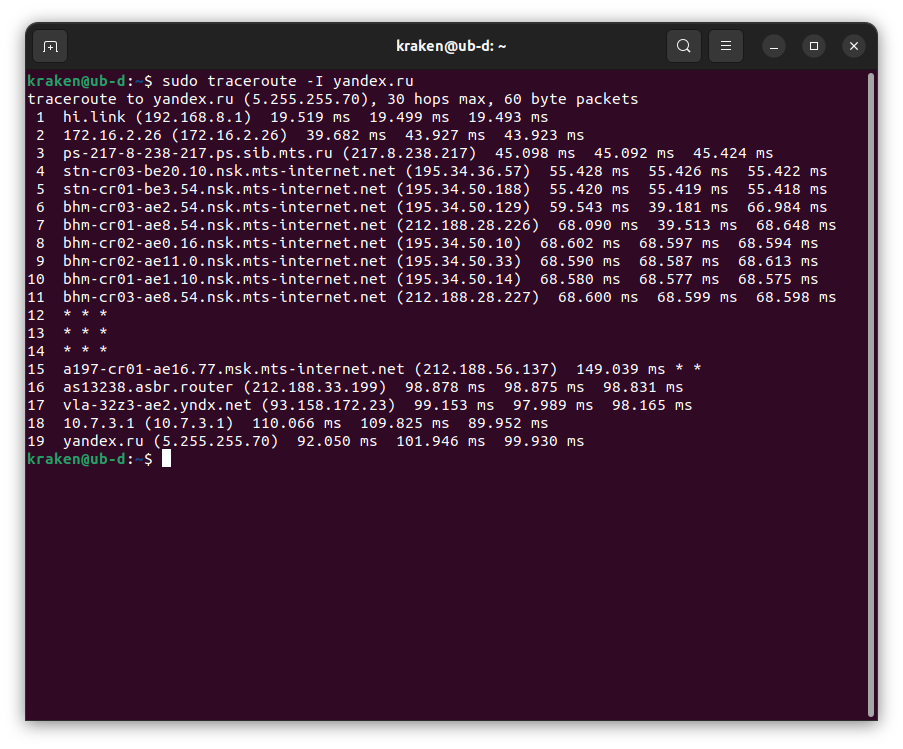 kraken@ub-d: ~
kraken@ub-d:~$ sudo traceroute -I yandex.ru
traceroute to yandex.ru (5.255.255.70), 30 hops max, 60 byte packets
 1  hi.link (192.168.8.1)  19.519 ms  19.499 ms  19.493 ms
 2  172.16.2.26 (172.16.2.26)  39.682 ms  43.927 ms  43.923 ms
 3  ps-217-8-238-217.ps.sib.mts.ru (217.8.238.217)  45.098 ms  45.092 ms  45.424 ms
 4  stn-cr03-be20.10.nsk.mts-internet.net (195.34.36.57)  55.428 ms  55.426 ms  55.422 ms
 5  stn-cr01-be3.54.nsk.mts-internet.net (195.34.50.188)  55.420 ms  55.419 ms  55.418 ms
 6  bhm-cr03-ae2.54.nsk.mts-internet.net (195.34.50.129)  59.543 ms  39.181 ms  66.984 ms
 7  bhm-cr01-ae8.54.nsk.mts-internet.net (212.188.28.226)  68.090 ms  39.513 ms  68.648 ms
 8  bhm-cr02-ae0.16.nsk.mts-internet.net (195.34.50.10)  68.602 ms  68.597 ms  68.594 ms
 9  bhm-cr02-ae11.0.nsk.mts-internet.net (195.34.50.33)  68.590 ms  68.587 ms  68.613 ms
10  bhm-cr01-ae1.10.nsk.mts-internet.net (195.34.50.14)  68.580 ms  68.577 ms  68.575 ms
11  bhm-cr03-ae8.54.nsk.mts-internet.net (212.188.28.227)  68.600 ms  68.599 ms  68.598 ms
12  * * *
13  * * *
14  * * *
15  a197-cr01-ae16.77.msk.mts-internet.net (212.188.56.137)  149.039 ms * *
16  as13238.asbr.router (212.188.33.199)  98.878 ms  98.875 ms  98.831 ms
17  vla-32z3-ae2.yndx.net (93.158.172.23)  99.153 ms  97.989 ms  98.165 ms
18  10.7.3.1 (10.7.3.1)  110.066 ms  109.825 ms  89.952 ms
19  yandex.ru (5.255.255.70)  92.050 ms  101.946 ms  99.930 ms
kraken@ub-d:~$